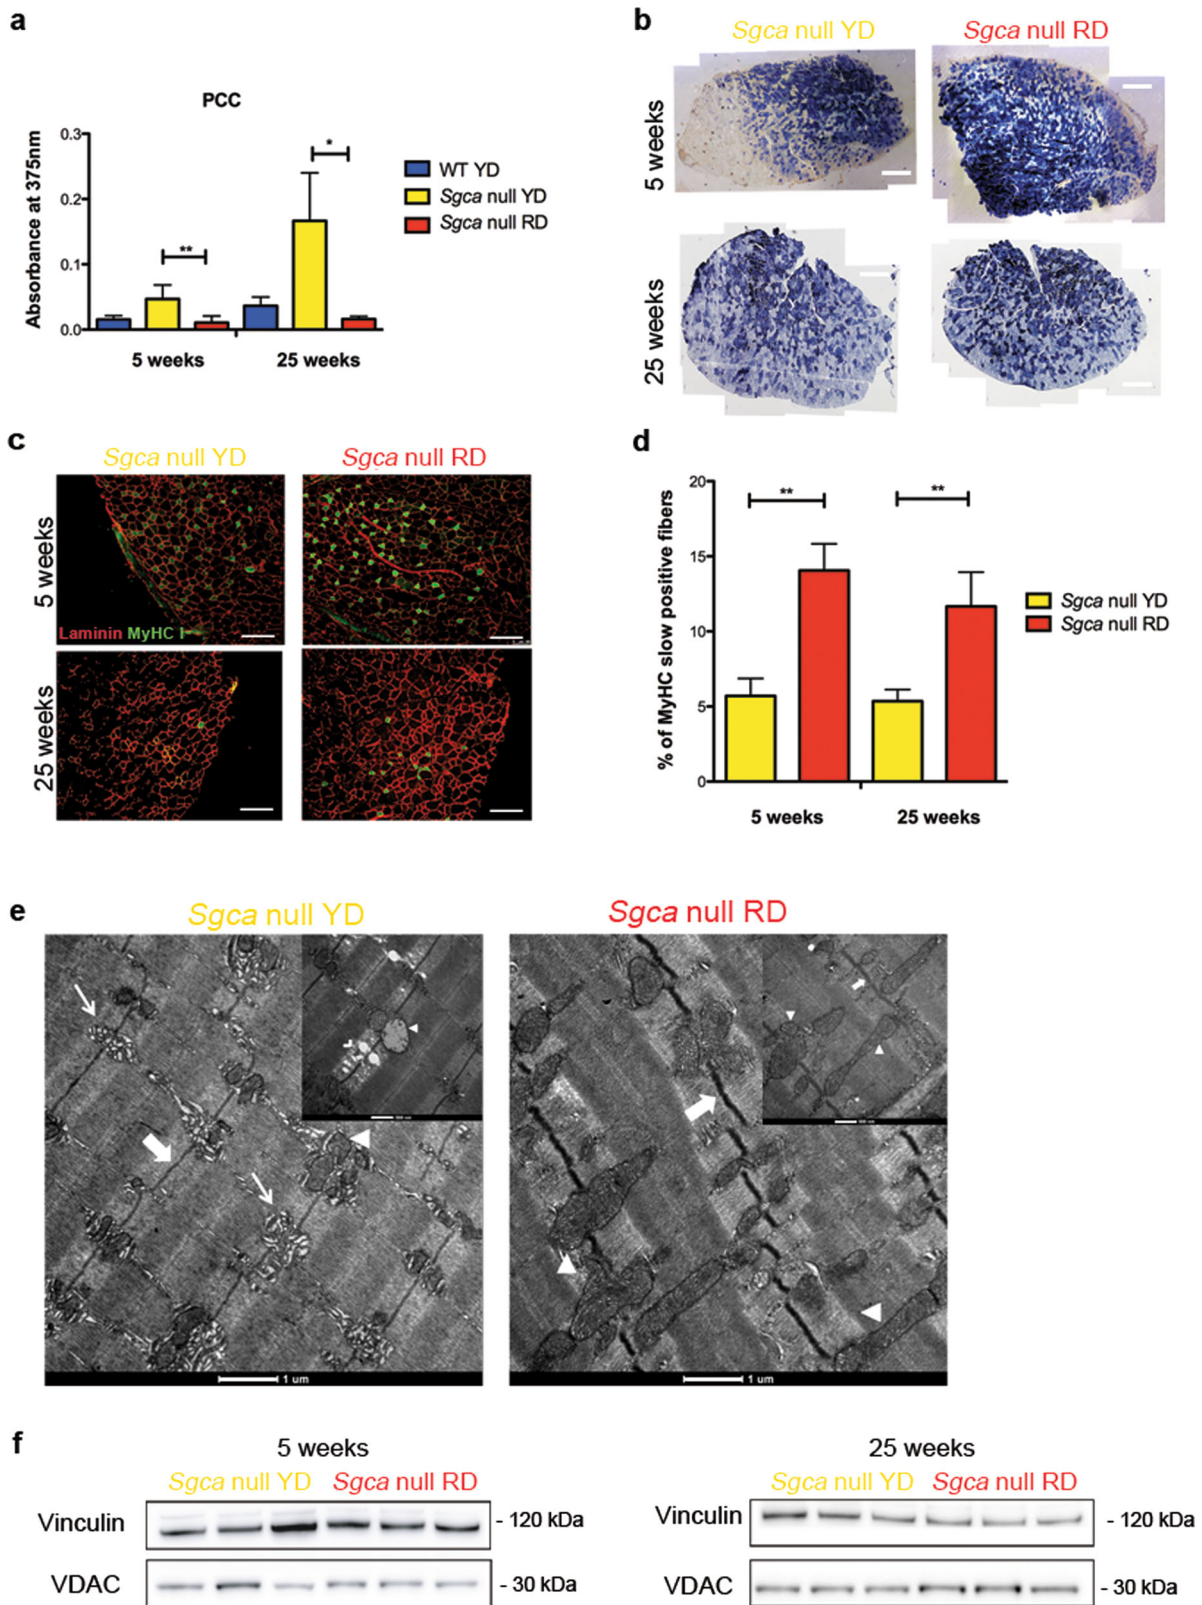 a
PCC
Absorbance at 375nm
0.3
0.2
0.1
0.0
**
*
5 weeks
25 weeks
WT YD
Sgca null YD
Sgca null RD
b
Sgca null YD
Sgca null RD
5 weeks
25 weeks
c
Sgca null YD
Sgca null RD
5 weeks
25 weeks
Laminin MyHC I
d
% of MyHC slow positive fibers
20
15
10
5
0
**
**
5 weeks
25 weeks
Sgca null YD
Sgca null RD
e
Sgca null YD
Sgca null RD
1 um
1 um
f
5 weeks
Sgca null YD Sgca null RD
Vinculin
- 120 kDa
VDAC
- 30 kDa
25 weeks
Sgca null YD Sgca null RD
Vinculin
- 120 kDa
VDAC
- 30 kDa